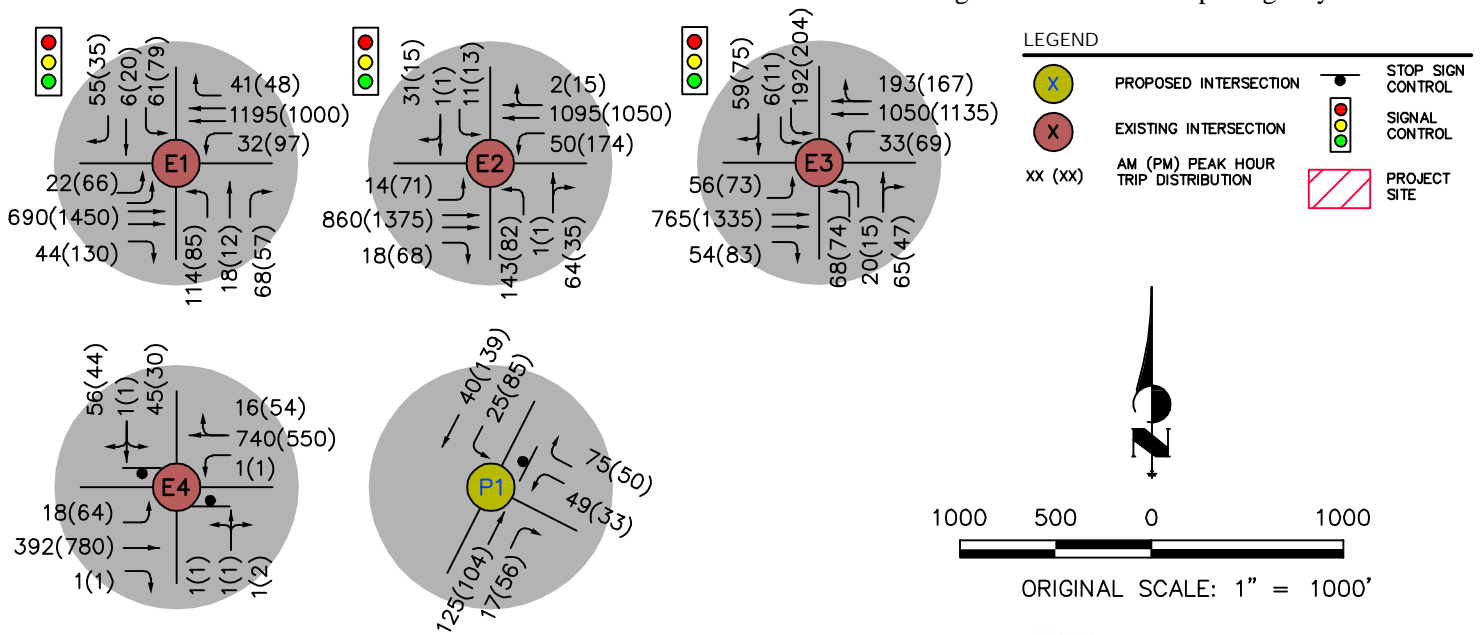 55(35)
6(20)
61(79)
41(48)
1195(1000)
32(97)
E1
22(66)
690(1450)
44(130)
114(85)
18(12)
68(57)
31(15)
1(1)
11(13)
2(15)
1095(1050)
50(174)
E2
14(71)
860(1375)
18(68)
143(82)
1(1)
64(35)
59(75)
6(11)
192(204)
193(167)
1050(1135)
33(69)
E3
56(73)
765(1335)
54(83)
68(74)
20(15)
65(47)
LEGEND
X
PROPOSED INTERSECTION
STOP SIGN
CONTROL
X
EXISTING INTERSECTION
SIGNAL
CONTROL
XX (XX)
AM (PM) PEAK HOUR
TRIP DISTRIBUTION
PROJECT
SITE
56(44)
1(1)
45(30)
16(54)
740(550)
1(1)
E4
18(64)
392(780)
1(1)
1(1)
1(1)
1(2)
40(139)
25(85)
75(50)
49(33)
P1
125(104)
17(56)
N
1000 500 0 1000
ORIGINAL SCALE: 1" = 1000'